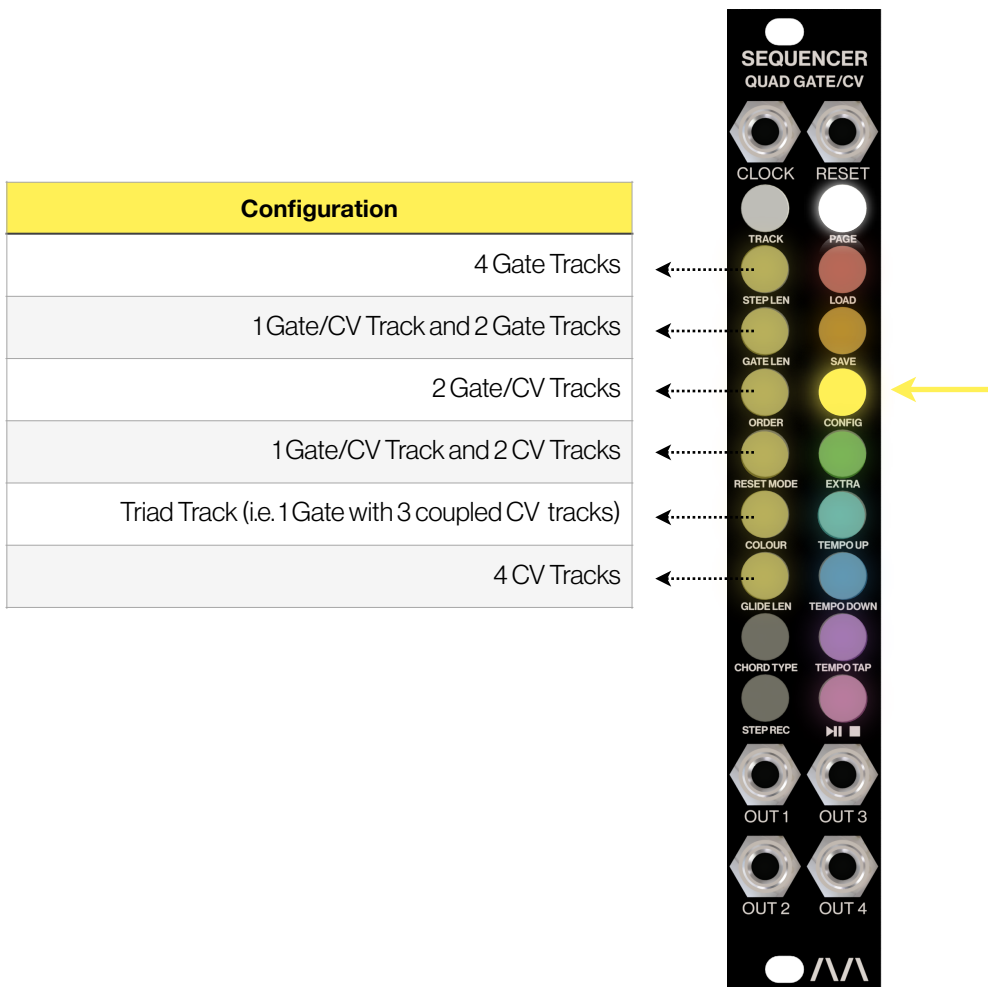 SEQUENCER
QUAD GATE/CV
CLOCK RESET
Configuration
4 Gate Tracks
1 Gate/CV Track and 2 Gate Tracks
2 Gate/CV Tracks
1 Gate/CV Track and 2 CV Tracks
Triad Track (i.e. 1 Gate with 3 coupled CV tracks)
4 CV Tracks
TRACK PAGE
STEP LEN LOAD
GATE LEN SAVE
ORDER CONFIG
RESET MODE EXTRA
COLOUR TEMPO UP
GLIDE LEN TEMPO DOWN
CHORD TYPE TEMPO TAP
STEP REC
OUT 1 OUT 3
OUT 2 OUT 4